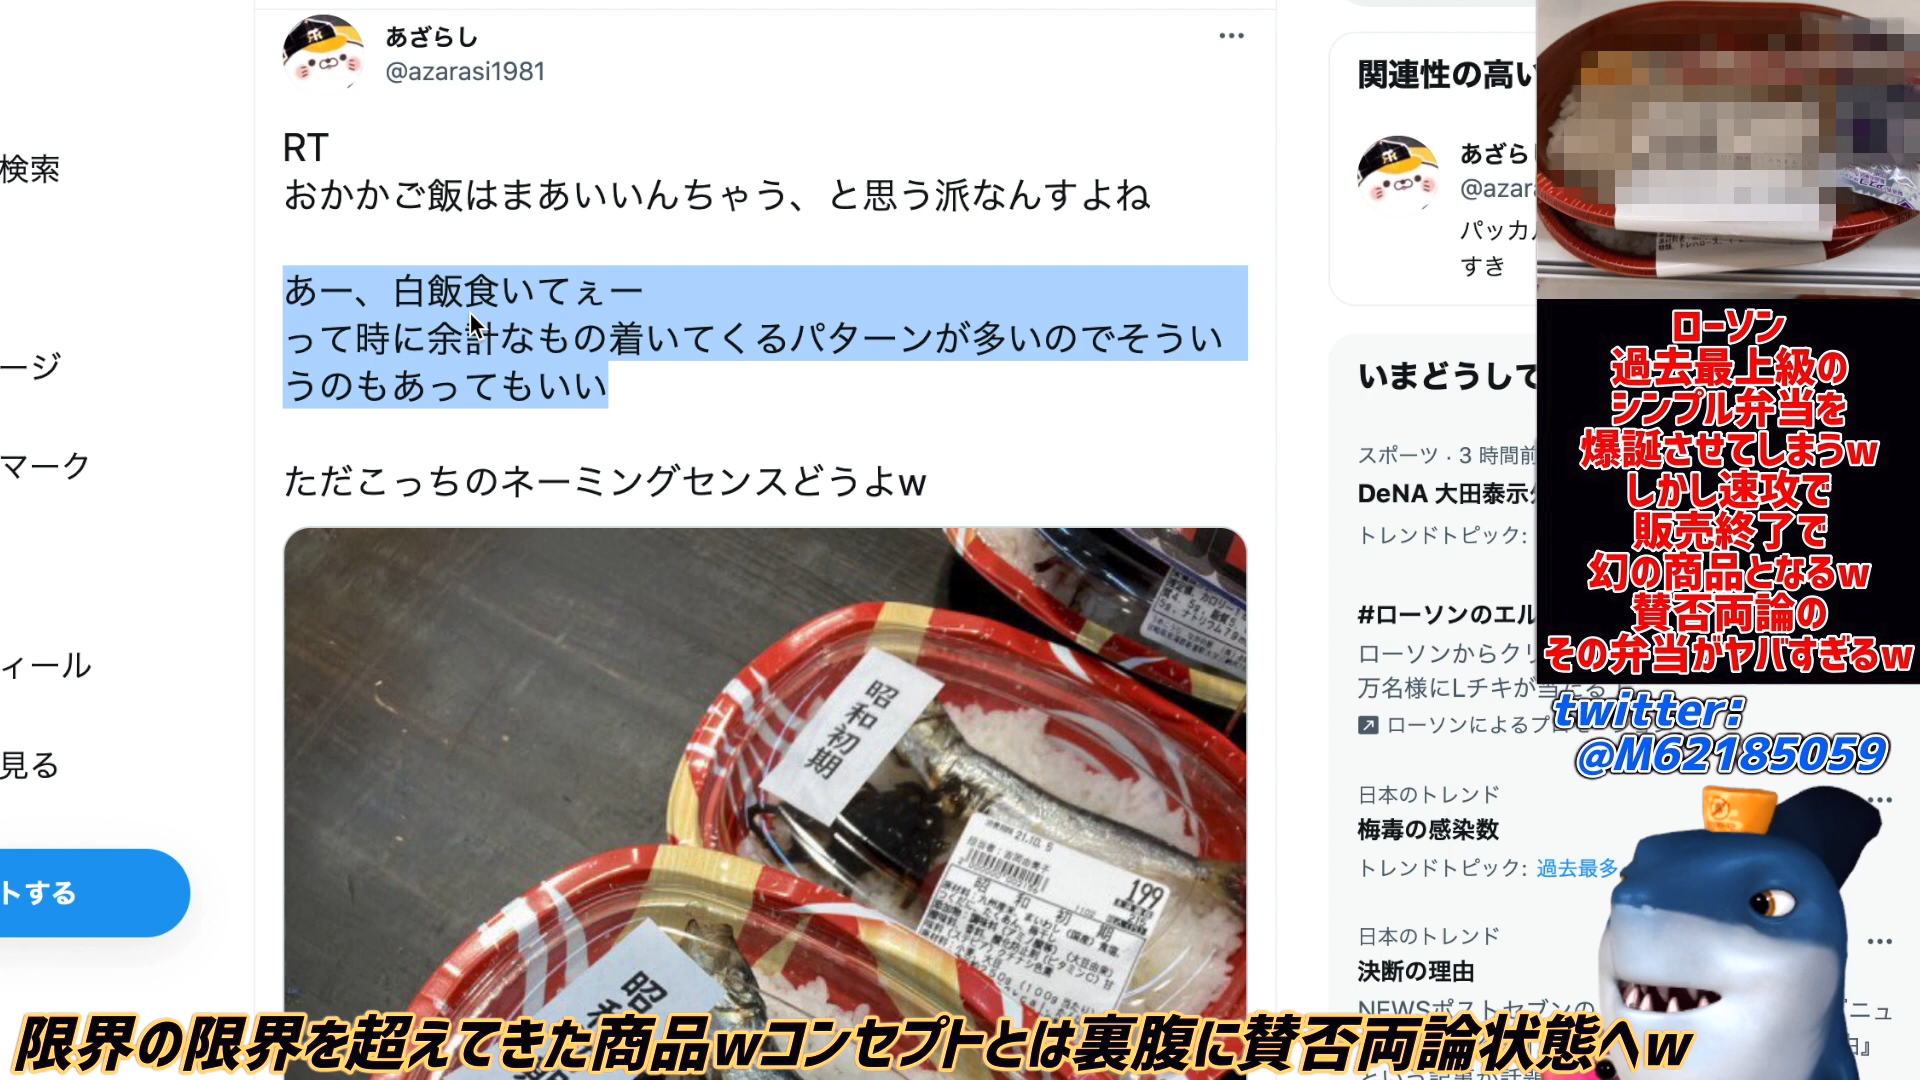 あざらし
@azarasi1981
RT
おかかご飯はまあいいんちゃう、と思う派なんすよね
あー、白飯食いてぇー
って時に余計なもの着いてくるパターンが多いのでそうい
うのもあってもいい
ただこっちのネーミングセンスどうよw
昭和初期
21.10.5
199
昭和初期
昭
検索
ージ
マーク
ィール
見る
トする
関連性の高い
あざら
@azar
パッカ
すき
いまどうして
スポーツ · 3 時間前
DeNA 大田泰示
トレンドトピック:
#ローソンのエル
ローソンからクリ
万名様にLチキが当たる
ローソンによるプ
日本のトレンド
梅毒の感染数
トレンドトピック: 過去最多
日本のトレンド
決断の理由
NEWSポストセブンの
ニュ
ローソン
過去最上級の
シンプル弁当を
爆誕させてしまうw
しかし速攻で
販売終了で
幻の商品となるw
賛否両論の
その弁当がヤバすぎるw
twitter:
@M62185059
限界の限界を超えてきた商品wコンセプトとは裏腹に賛否両論状態へw